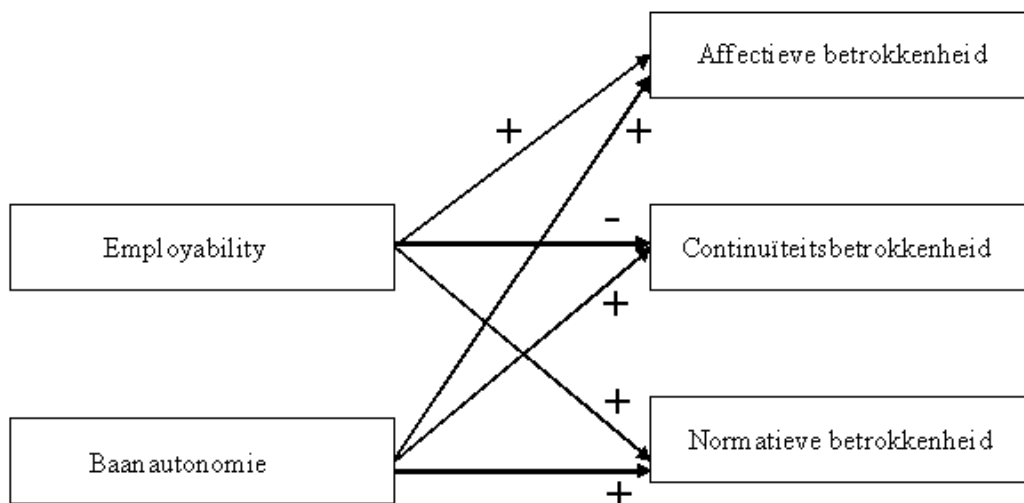 Affectieve betrokkenheid
+
+
-
Employability
Continuïteitsbetrokkenheid
+
+
Normatieve betrokkenheid
Baanautonomie
+